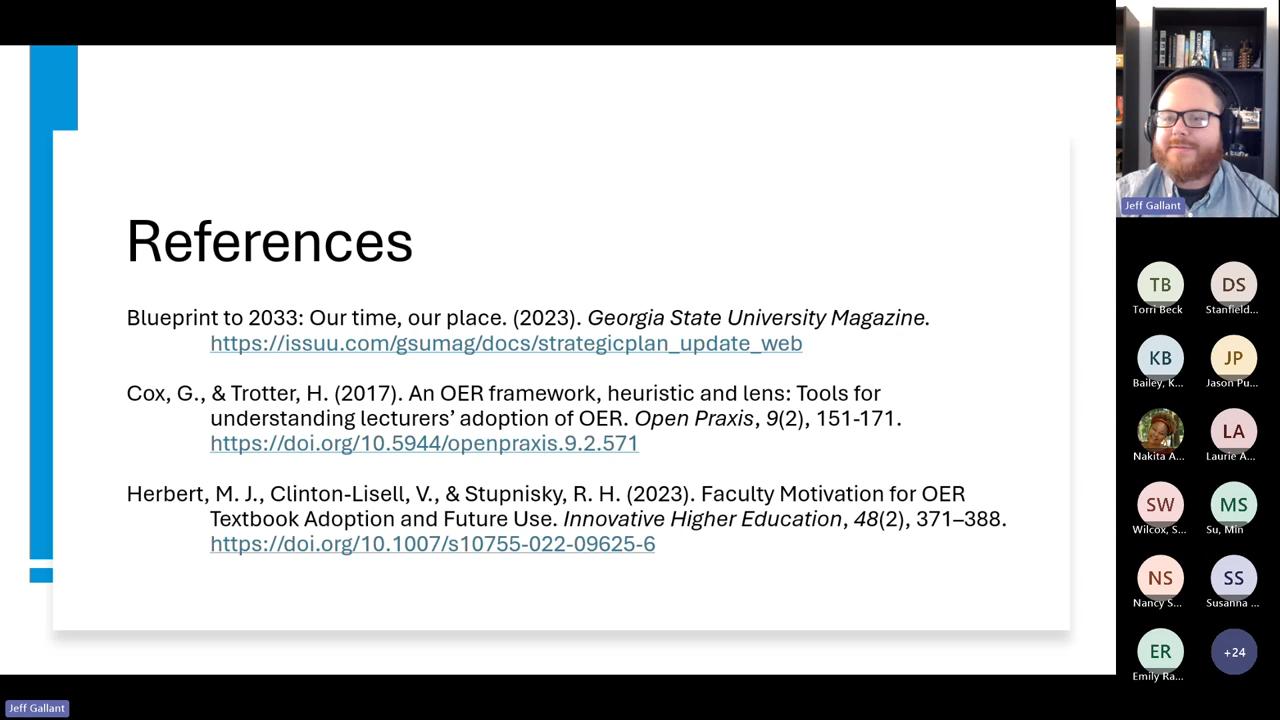 References
Blueprint to 2033: Our time, our place. (2023). Georgia State University Magazine.
https://issuu.com/gsumag/docs/strategicplan_update_web
Cox, G., & Trotter, H. (2017). An OER framework, heuristic and lens: Tools for
understanding lecturers’ adoption of OER. Open Praxis, 9(2), 151-171.
https://doi.org/10.5944/openpraxis.9.2.571
Herbert, M. J., Clinton-Lisell, V., & Stupnisky, R. H. (2023). Faculty Motivation for OER
Textbook Adoption and Future Use. Innovative Higher Education, 48(2), 371–388.
https://doi.org/10.1007/s10755-022-09625-6
Jeff Gallant
TB
Torri Beck
DS
Stanfield...
KB
Bailey, K...
JP
Jason Pu...
Nakita A...
LA
Laurie A...
SW
Wilcox, S...
MS
Su, Min
NS
Nancy S...
SS
Susanna ...
ER
Emily Ra...
+24
Jeff Gallant